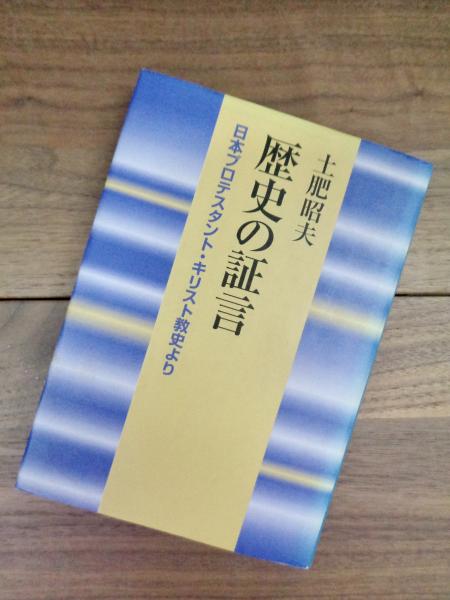 土肥昭夫
歴史の証言
日本プロテスタント・キリスト教史より